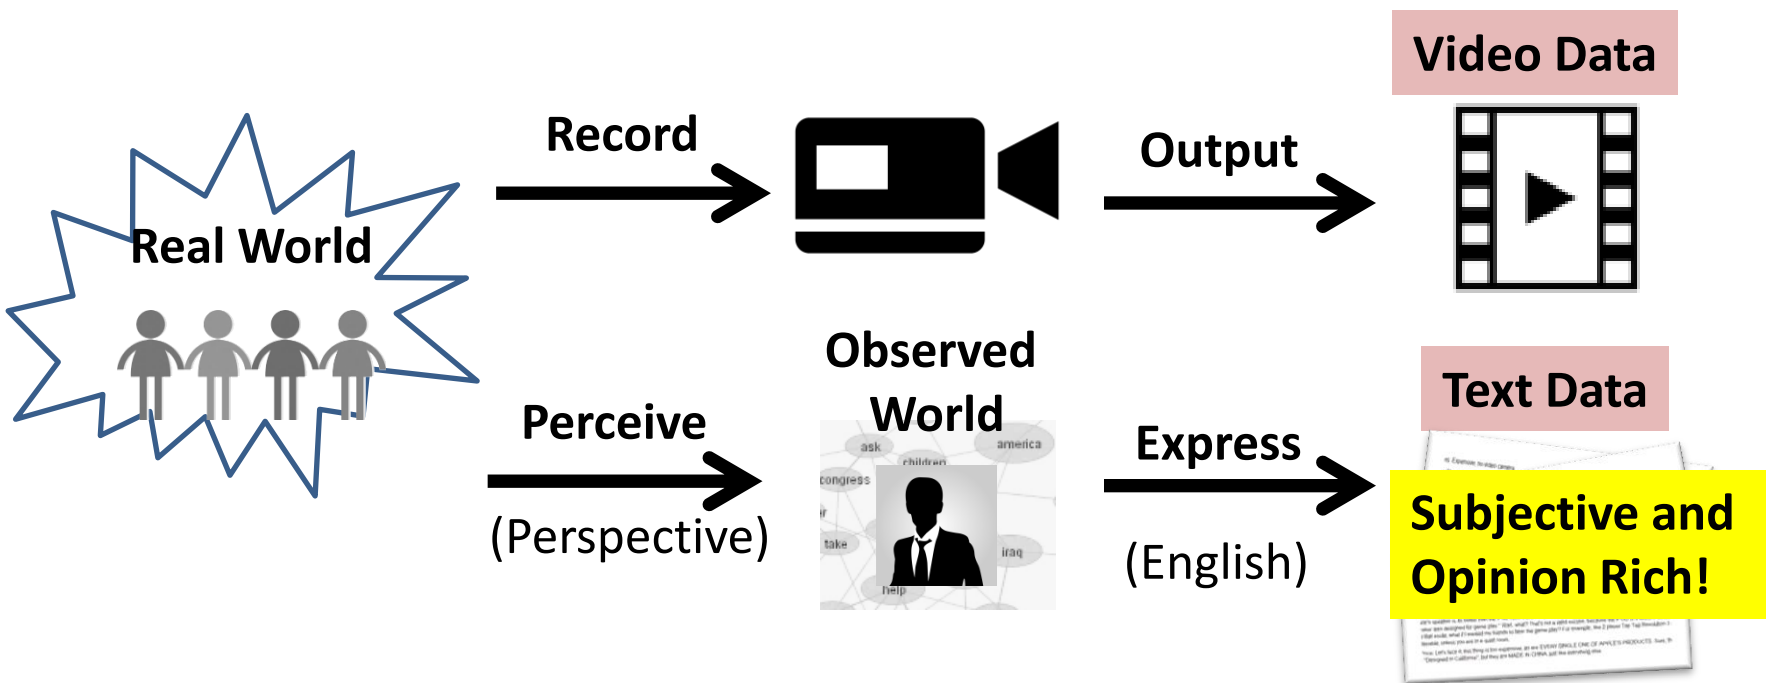 Video Data
Record
Output
Real World
Observed
World
Text Data
Perceive
Express
ask
america
children
congress
take
iraq
help
(Perspective)
(English)
Subjective and
Opinion Rich!